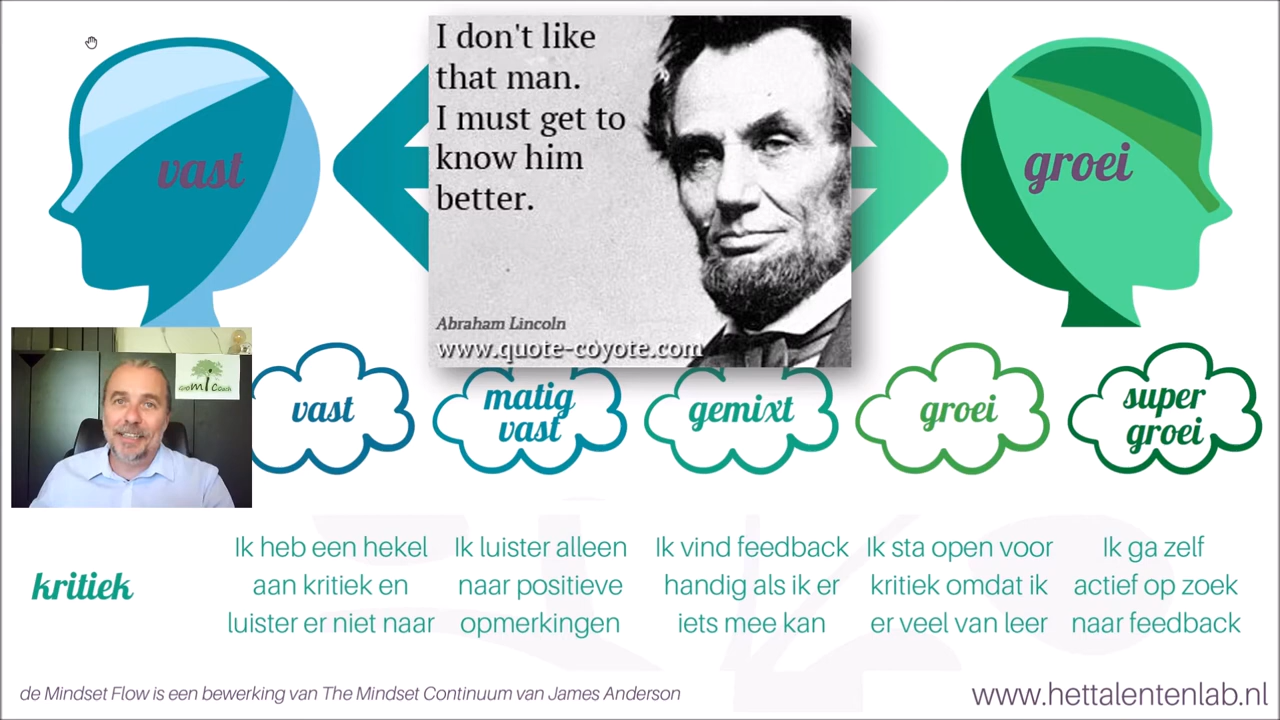 I don't like
that man.
I must get to
know him
better.
Abraham Lincoln
www.quote-coyote.com
vast
groei
mi Coach
vast
matig
vast
gemixt
groei
super
groei
kritiek
Ik heb een hekel
aan kritiek en
luister er niet naar
Ik luister alleen
naar positieve
opmerkingen
Ik vind feedback
handig als ik er
iets mee kan
Ik sta open voor
kritiek omdat ik
er veel van leer
Ik ga zelf
actief op zoek
naar feedback
de Mindset Flow is een bewerking van The Mindset Continuum van James Anderson
www.hettalentenlab.nl